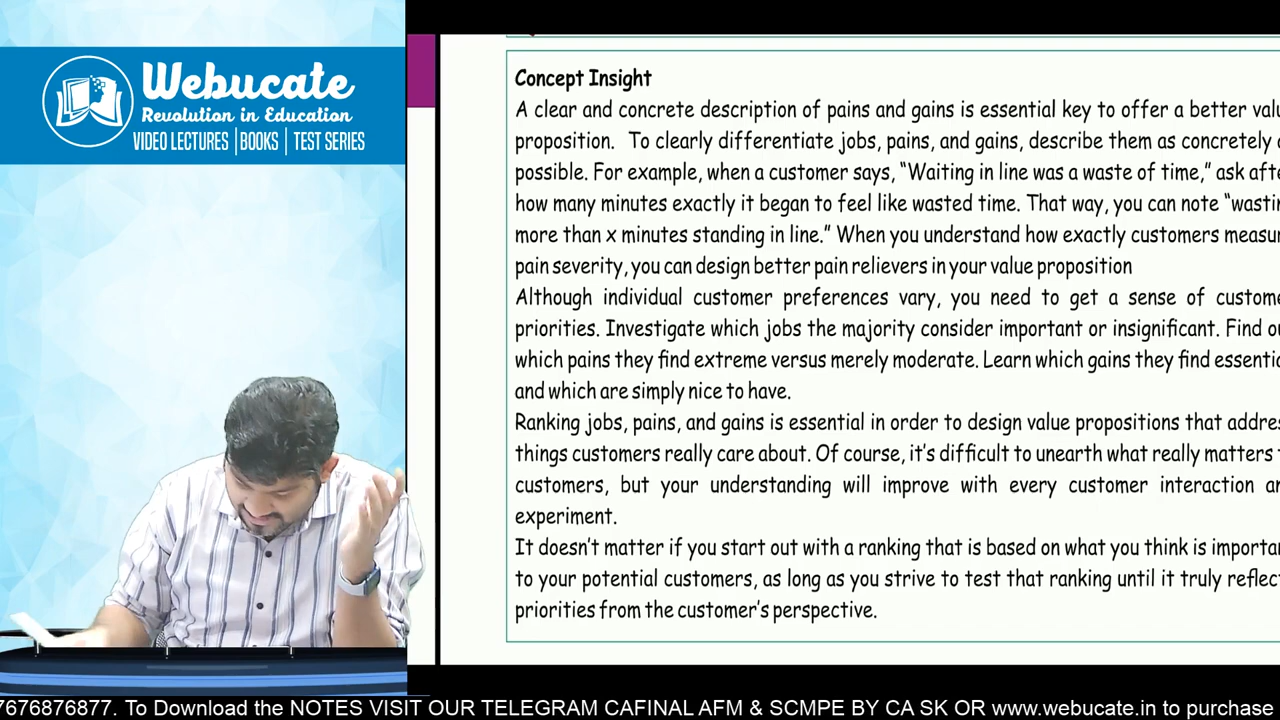 Webucate
Revolution in Education
VIDEO LECTURES | BOOKS | TEST SERIES
Concept Insight
A clear and concrete description of pains and gains is essential key to offer a better valu
proposition. To clearly differentiate jobs, pains, and gains, describe them as concretely a
possible. For example, when a customer says, “Waiting in line was a waste of time,” ask afte
how many minutes exactly it began to feel like wasted time. That way, you can note “wastin
more than x minutes standing in line.” When you understand how exactly customers measur
pain severity, you can design better pain relievers in your value proposition
Although individual customer preferences vary, you need to get a sense of custome
priorities. Investigate which jobs the majority consider important or insignificant. Find ou
which pains they find extreme versus merely moderate. Learn which gains they find essentia
and which are simply nice to have.
Ranking jobs, pains, and gains is essential in order to design value propositions that addres
things customers really care about. Of course, it’s difficult to unearth what really matters t
customers, but your understanding will improve with every customer interaction an
experiment.
It doesn’t matter if you start out with a ranking that is based on what you think is importan
to your potential customers, as long as you strive to test that ranking until it truly reflect
priorities from the customer’s perspective.
7676876877. To Download the NOTES VISIT OUR TELEGRAM CAFINAL AFM & SCMPE BY CA SK OR www.webucate.in to purchase